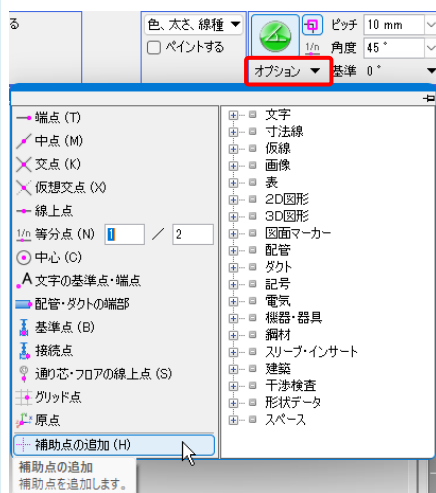 る
色、太さ、線種 ▼
ペイントする
ピッチ 10 mm
1/n 角度 45 °
オプション ▼ 基準 0 °
端点 (T)
中点 (M)
交点 (K)
仮想交点 (X)
線上点
1/n 等分点 (N) 1 / 2
中心 (C)
A 文字の基準点・端点
配管・ダクトの端部
基準点 (B)
接続点
通り芯・フロアの線上点 (S)
グリッド点
原点
補助点の追加 (H)
補助点の追加
補助点を追加します。
文字
寸法線
仮線
画像
表
2D図形
3D図形
図面マーカー
配管
ダクト
記号
電気
機器・器具
鋼材
スリーブ・インサート
建築
干渉検査
形状データ
スペース